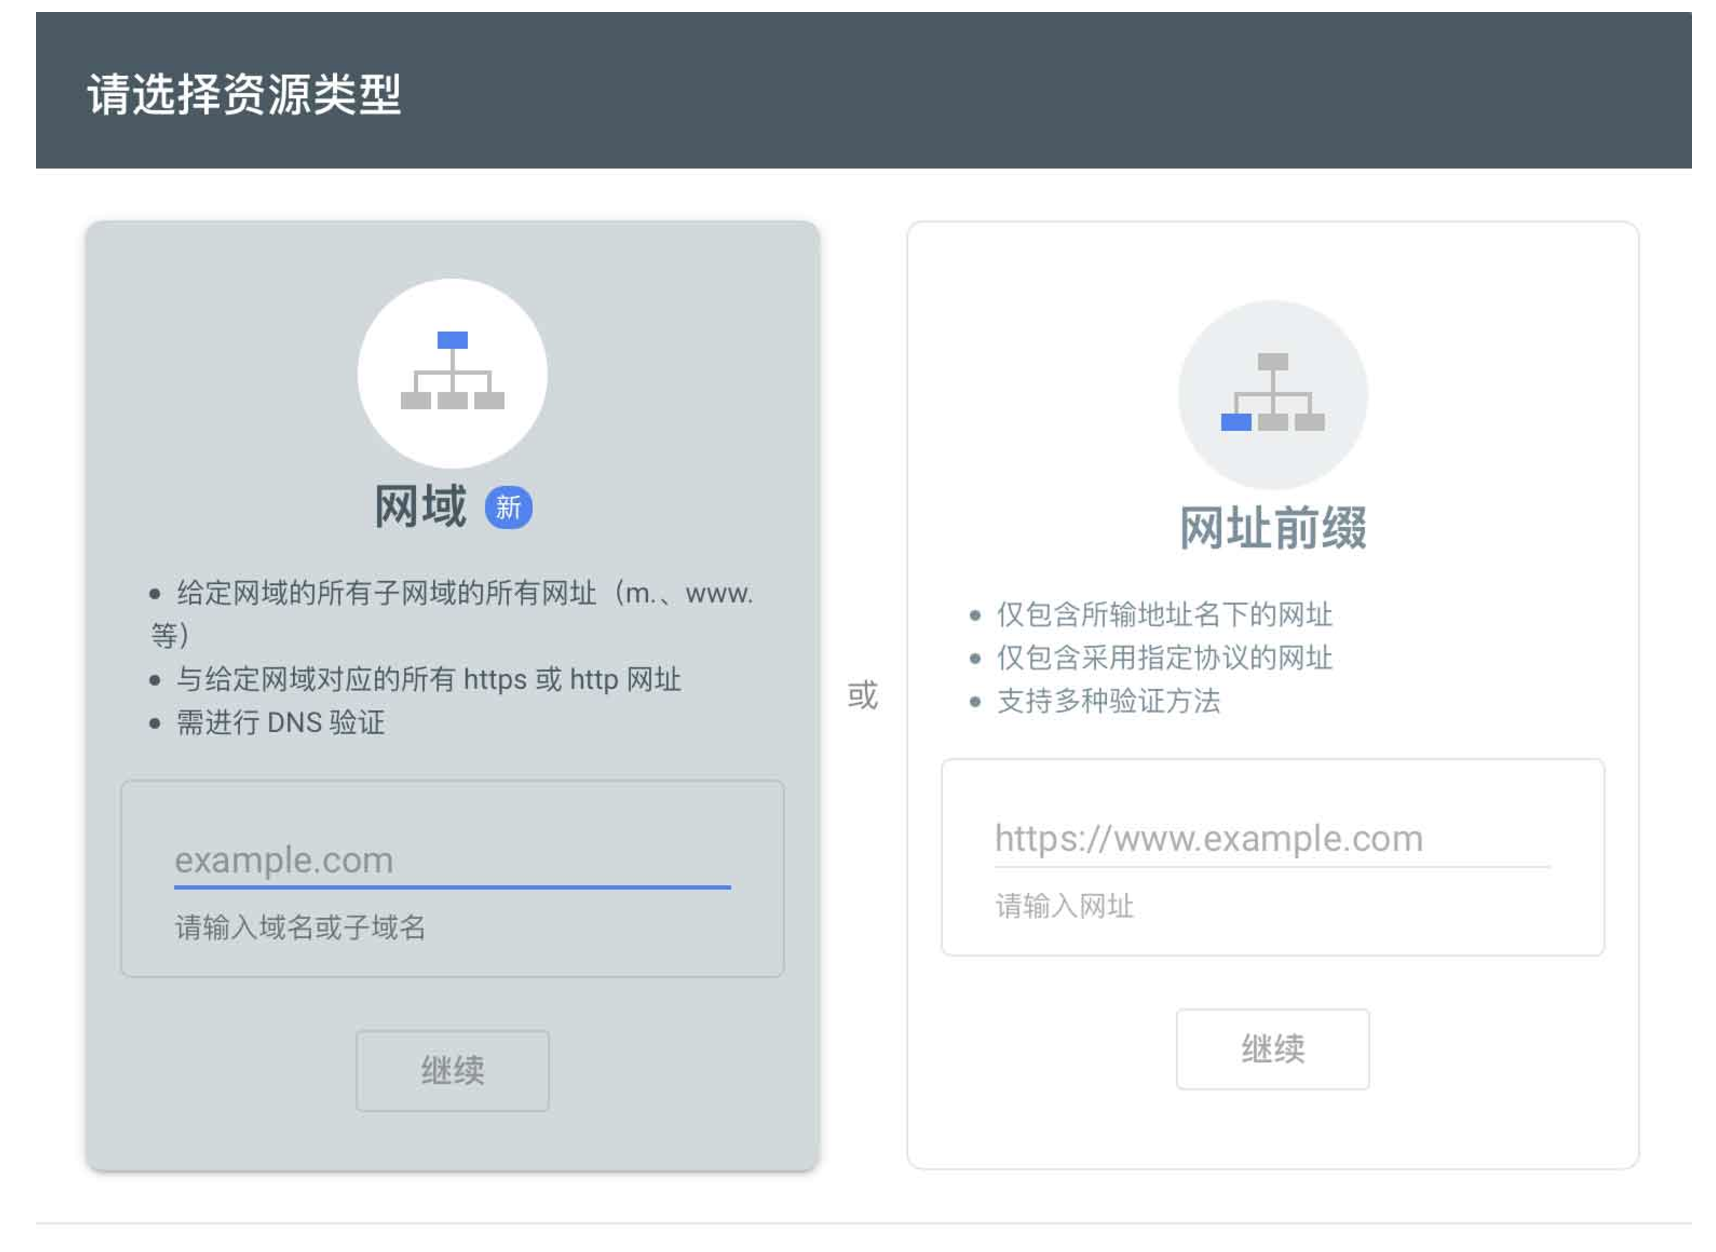 请选择资源类型
网域 新
• 给定网域的所有子网域的所有网址（m.、www.
等）
• 与给定网域对应的所有 https 或 http 网址
• 需进行 DNS 验证
example.com
请输入域名或子域名
继续
或
网址前缀
• 仅包含所输地址名下的网址
• 仅包含采用指定协议的网址
• 支持多种验证方法
https://www.example.com
请输入网址
继续